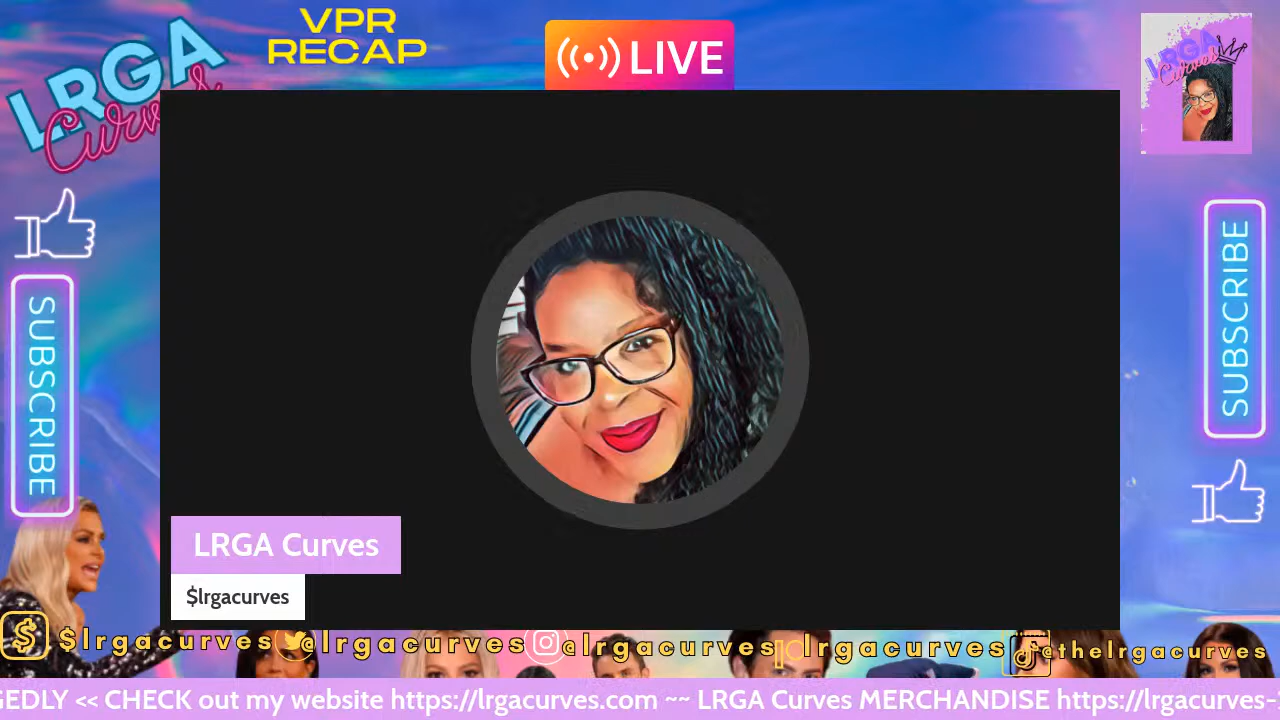 VPR
RECAP
LIVE
LRGA
Curves
LRGA
Curves
SUBSCRIBE
SUBSCRIBE
LRGA Curves
$lrgacurves
$lrgacurves @lrgacurves @lrgacurves lrgacurves @thelrgacurves
GEDLY << CHECK out my website https://lrgacurves.com ~~ LRGA Curves MERCHANDISE https://lrgacurves-